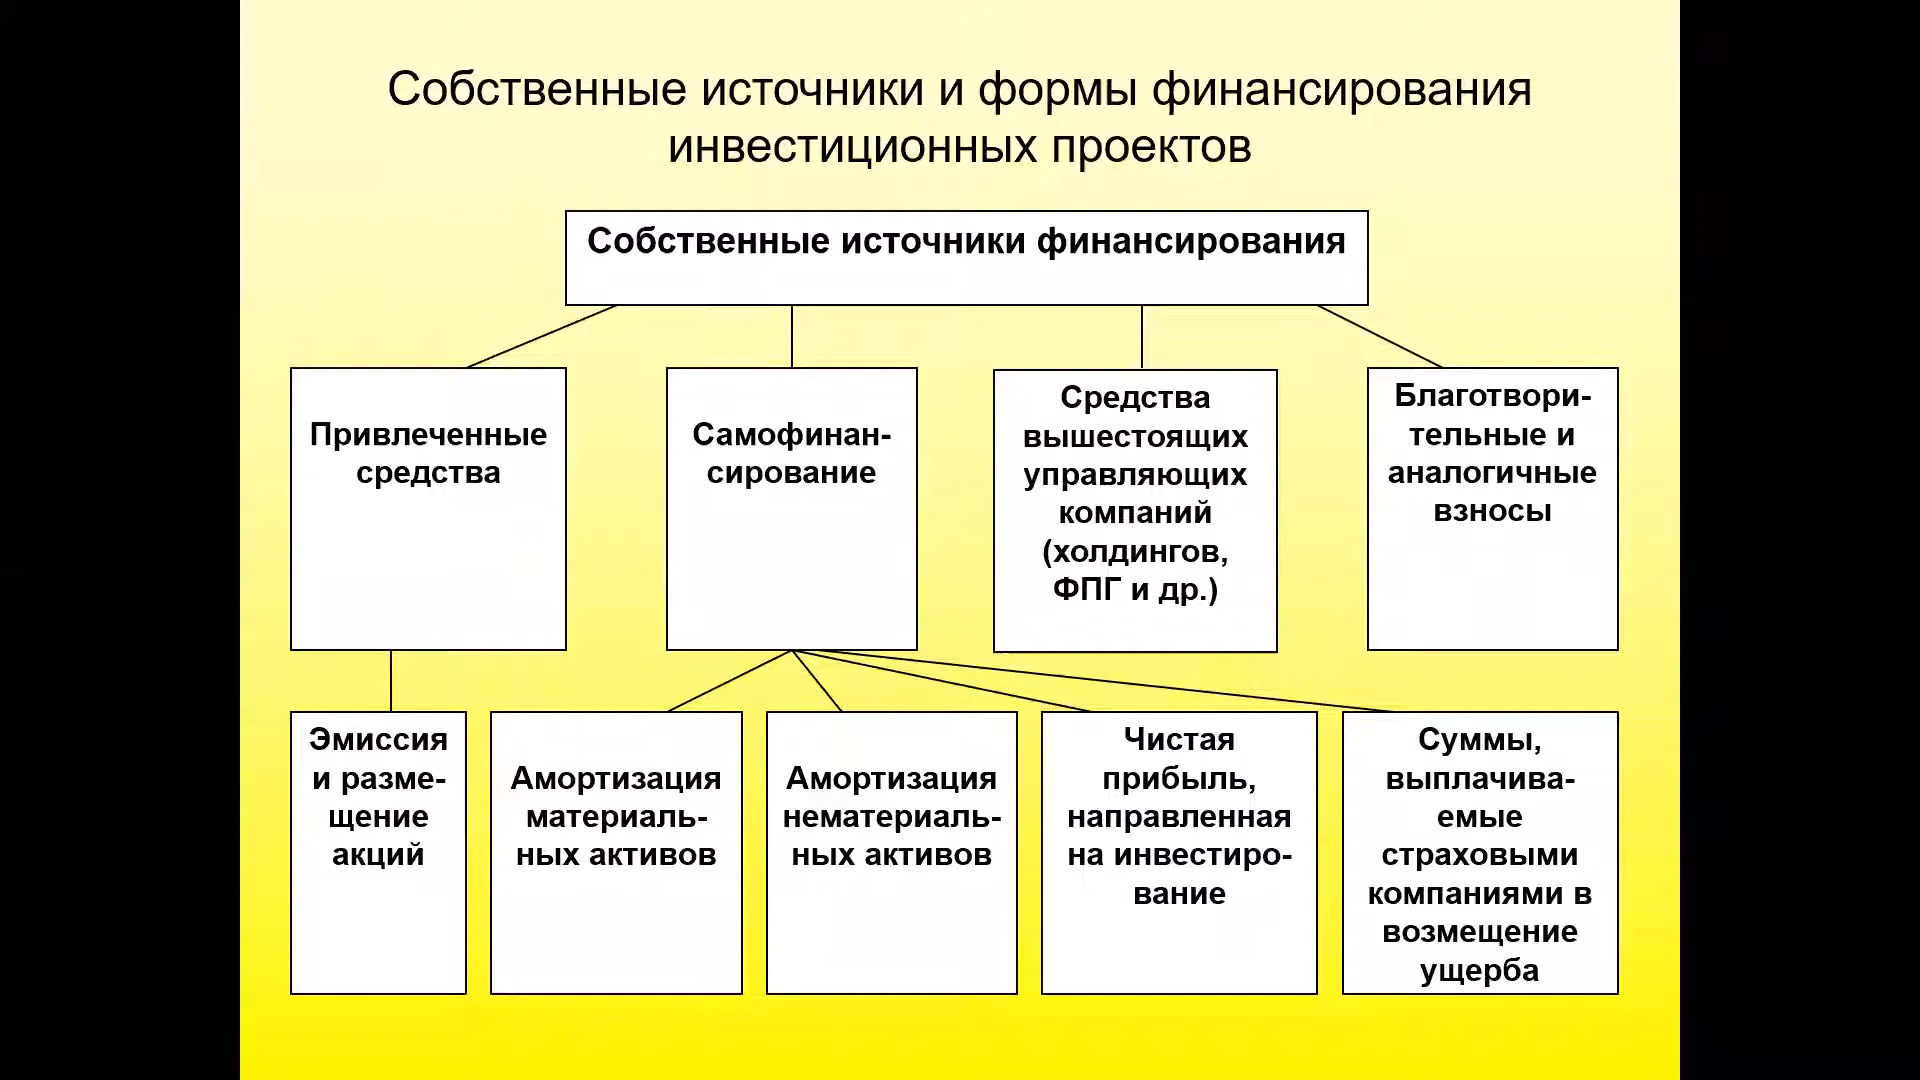 Собственные источники и формы финансирования
инвестиционных проектов
Собственные источники финансирования
Привлеченные
средства
Самофинан-
сирование
Средства
вышестоящих
управляющих
компаний
(холдингов,
ФПГ и др.)
Благотвори-
тельные и
аналогичные
взносы
Эмиссия
и разме-
щение
акций
Амортизация
материаль-
ных активов
Амортизация
нематериаль-
ных активов
Чистая
прибыль,
направленная
на инвестиро-
вание
Суммы,
выплачива-
емые
страховыми
компаниями в
возмещение
ущерба